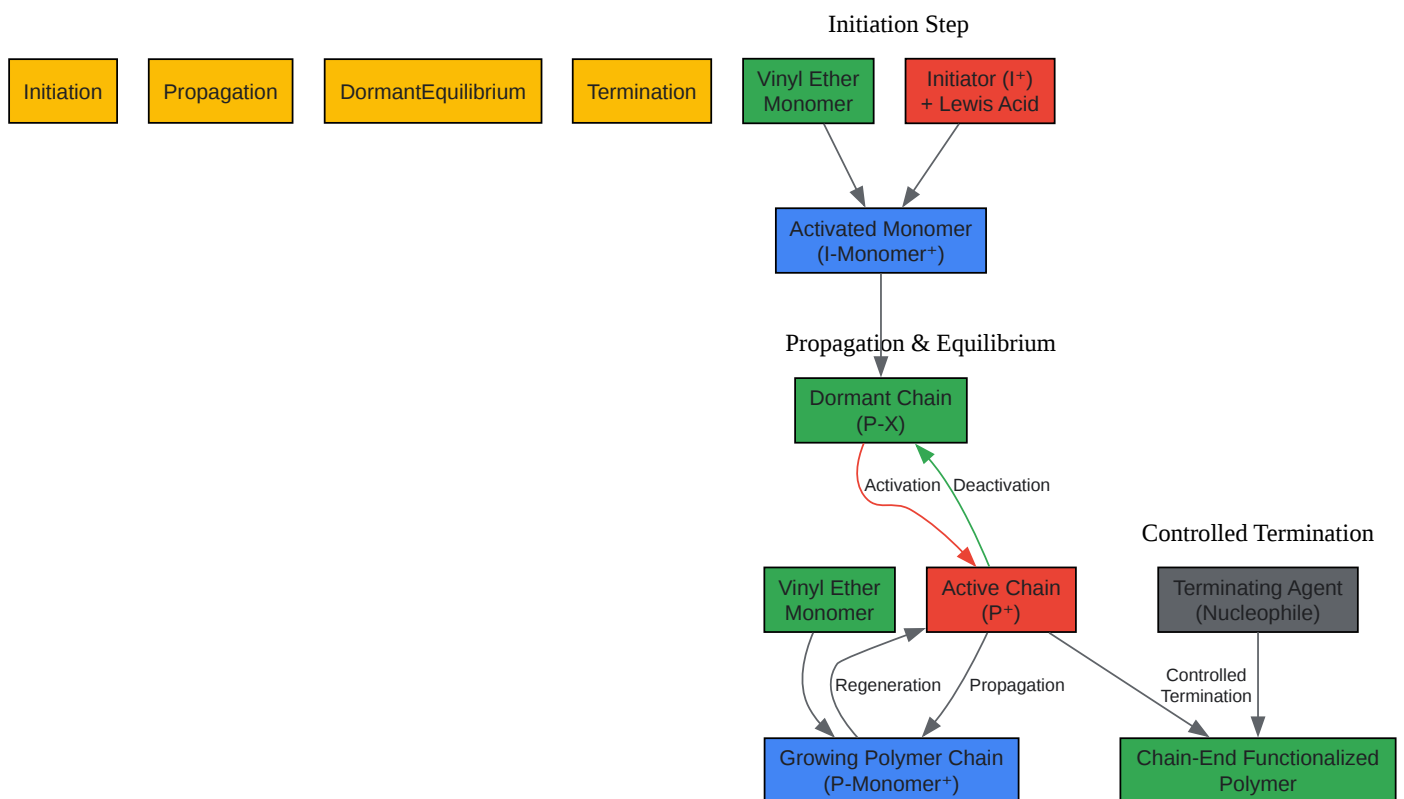 Initiation Step
Initiation
Propagation
DormantEquilibrium
Termination
Vinyl Ether
Monomer
Initiator (I⁺)
+ Lewis Acid
Activated Monomer
(I-Monomer⁺)
Propagation & Equilibrium
Dormant Chain
(P-X)
Activation
Deactivation
Controlled Termination
Vinyl Ether
Monomer
Active Chain
(P⁺)
Terminating Agent
(Nucleophile)
Regeneration
Propagation
Controlled
Termination
Growing Polymer Chain
(P-Monomer⁺)
Chain-End Functionalized
Polymer